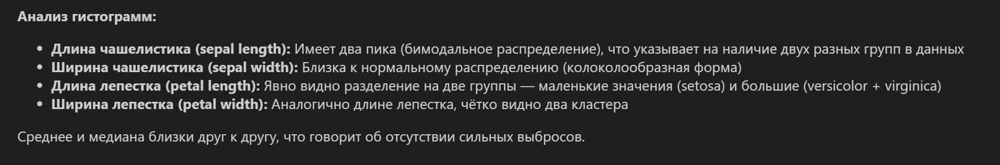 Анализ гистограмм:
• Длина чашелистика (sepal length): Имеет два пика (бимодальное распределение), что указывает на наличие двух разных групп в данных
• Ширина чашелистика (sepal width): Близка к нормальному распределению (колоколообразная форма)
• Длина лепестка (petal length): Явно видно разделение на две группы — маленькие значения (setosa) и большие (versicolor + virginica)
• Ширина лепестка (petal width): Аналогично длине лепестка, чётко видно два кластера
Среднее и медиана близки друг к другу, что говорит об отсутствии сильных выбросов.